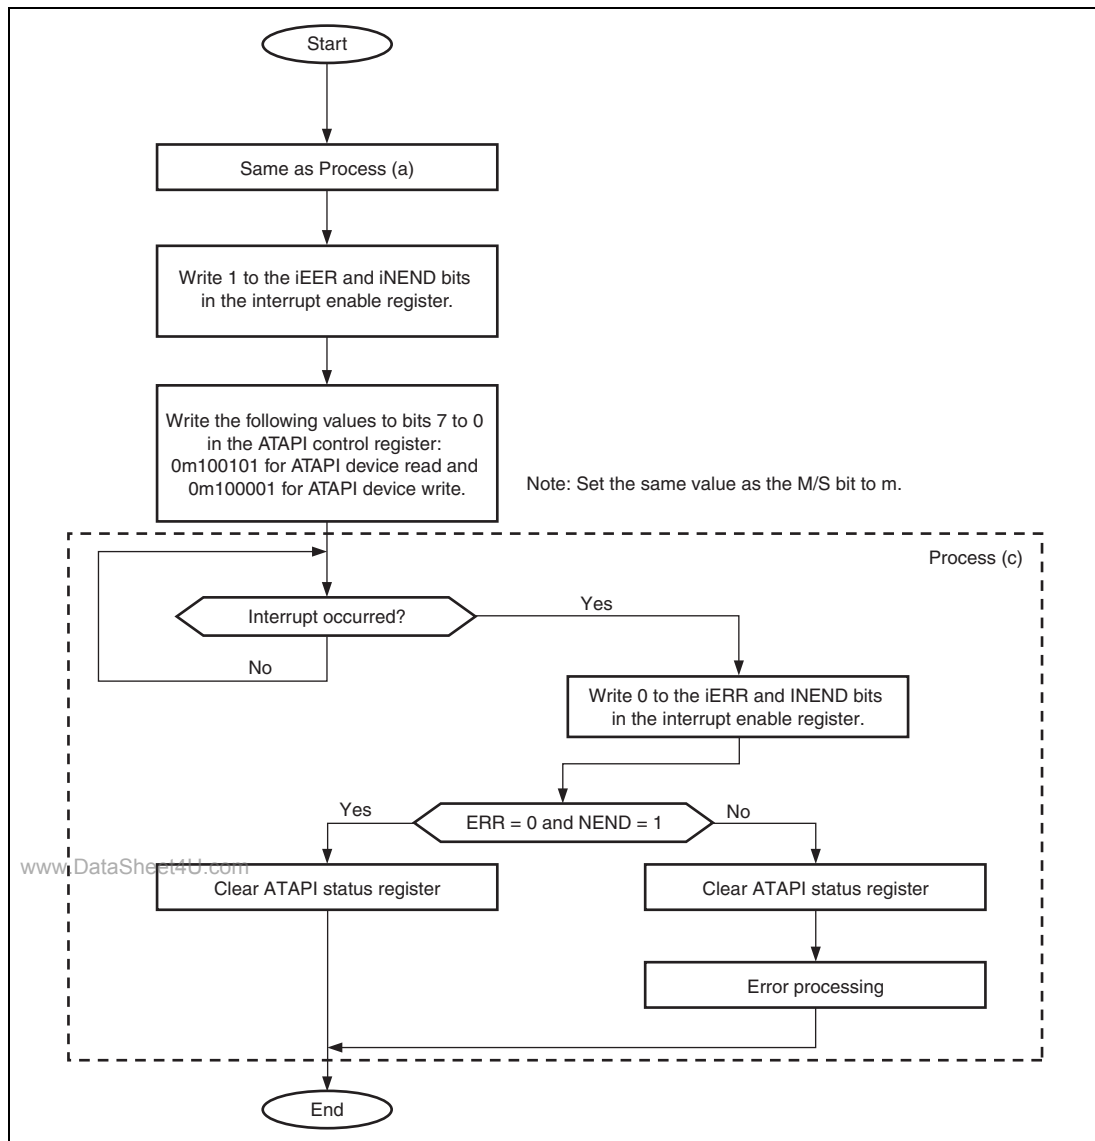 Start
Same as Process (a)
Write 1 to the iEER and iNEND bits
in the interrupt enable register.
Write the following values to bits 7 to 0
in the ATAPI control register:
0m100101 for ATAPI device read and
0m100001 for ATAPI device write.
Note: Set the same value as the M/S bit to m.
Process (c)
Interrupt occurred?
Yes
No
Write 0 to the iERR and INEND bits
in the interrupt enable register.
Yes
ERR = 0 and NEND = 1
No
www.DataSheet4U.com
Clear ATAPI status register
Clear ATAPI status register
Error processing
End